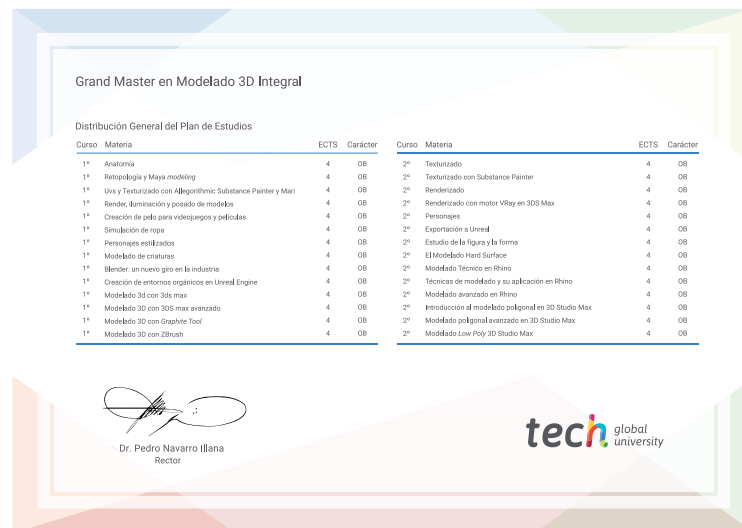 Grand Master en Modelado 3D Integral
Distribución General del Plan de Estudios
Curso Materia ECTS Carácter
1º Anatomía 4 OB
1º Retopología y Maya modeling 4 OB
1º Uvs y Texturizado con Allegorithmic Substance Painter y Mari 4 OB
1º Render, iluminación y posado de modelos 4 OB
1º Creación de pelo para videojuegos y películas 4 OB
1º Simulación de ropa 4 OB
1º Personajes estilizados 4 OB
1º Modelado de criaturas 4 OB
1º Blender: un nuevo giro en la industria 4 OB
1º Creación de entornos orgánicos en Unreal Engine 4 OB
1º Modelado 3d con 3ds max 4 OB
1º Modelado 3D con 3DS max avanzado 4 OB
1º Modelado 3D con Graphite Tool 4 OB
1º Modelado 3D con ZBrush 4 OB
Curso Materia ECTS Carácter
2º Texturizado 4 OB
2º Texturizado con Substance Painter 4 OB
2º Renderizado 4 OB
2º Renderizado con motor VRay en 3DS Max 4 OB
2º Personajes 4 OB
2º Exportación a Unreal 4 OB
2º Estudio de la figura y la forma 4 OB
2º El Modelado Hard Surface 4 OB
2º Modelado Técnico en Rhino 4 OB
2º Técnicas de modelado y su aplicación en Rhino 4 OB
2º Modelado avanzado en Rhino 4 OB
2º Introducción al modelado poligonal en 3D Studio Max 4 OB
2º Modelado poligonal avanzado en 3D Studio Max 4 OB
2º Modelado Low Poly 3D Studio Max 4 OB
Dr. Pedro Navarro Illana
Rector
tech global
university